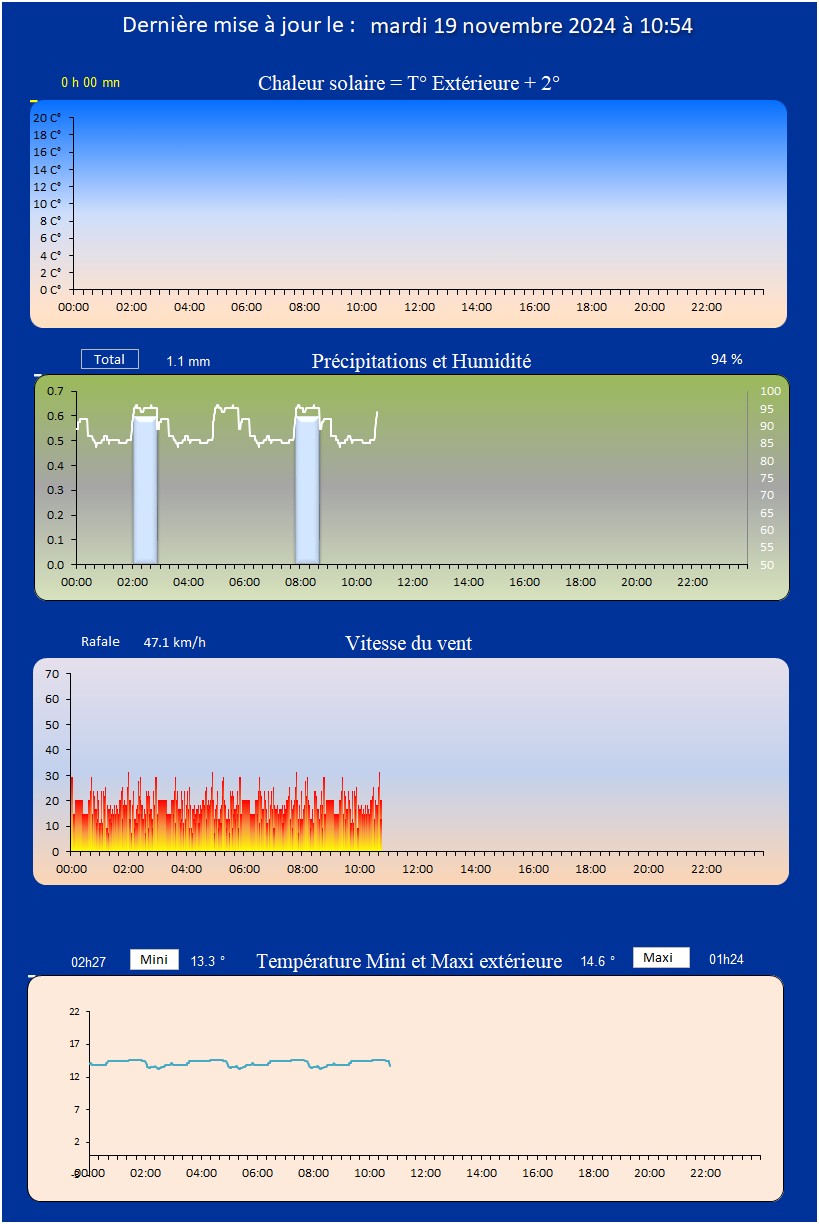 Dernière mise à jour le : mardi 19 novembre 2024 à 10:54
0 h 00 mn Chaleur solaire = T° Extérieure + 2°
20 C°
18 C°
16 C°
14 C°
12 C°
10 C°
8 C°
6 C°
4 C°
2 C°
0 C°
00:00 02:00 04:00 06:00 08:00 10:00 12:00 14:00 16:00 18:00 20:00 22:00
Total 1.1 mm Précipitations et Humidité 94 %
0.7 100
0.6 95
0.5 90
0.4 85
0.3 80
0.2 75
0.1 70
0.0 65
60
55
50
00:00 02:00 04:00 06:00 08:00 10:00 12:00 14:00 16:00 18:00 20:00 22:00
Rafale 47.1 km/h Vitesse du vent
70
60
50
40
30
20
10
0
00:00 02:00 04:00 06:00 08:00 10:00 12:00 14:00 16:00 18:00 20:00 22:00
02h27 Mini 13.3 ° Température Mini et Maxi extérieure 14.6 ° Maxi 01h24
22
17
12
7
2
-3
00:00 02:00 04:00 06:00 08:00 10:00 12:00 14:00 16:00 18:00 20:00 22:00